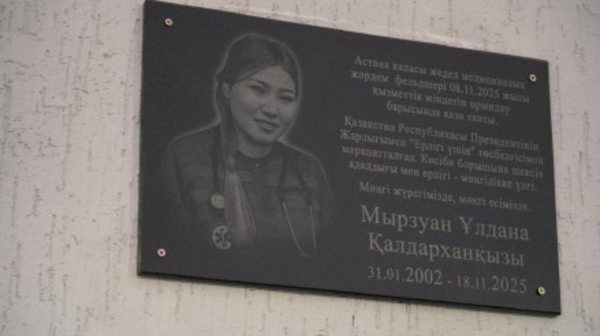 Астана қаласы жедел медициналық
жәрдем фельдшері 08.11.2025 жылы
қызметтік міндетін орындау
барысында қаза тапты.
Қазақстан Республикасы Президентінің
Жарлығымен "Ерлігі үшін" төсбелгісімен
марапатталған. Кәсіби борышына шексіз
адалдығы мен ерлігі - мәңгілікке үлгі.
Мәңгі жүрегімізде, мәңгі есімізде.
Мырзуан Ұлдана
Қалдарханқызы
31.01.2002 - 18.11.2025